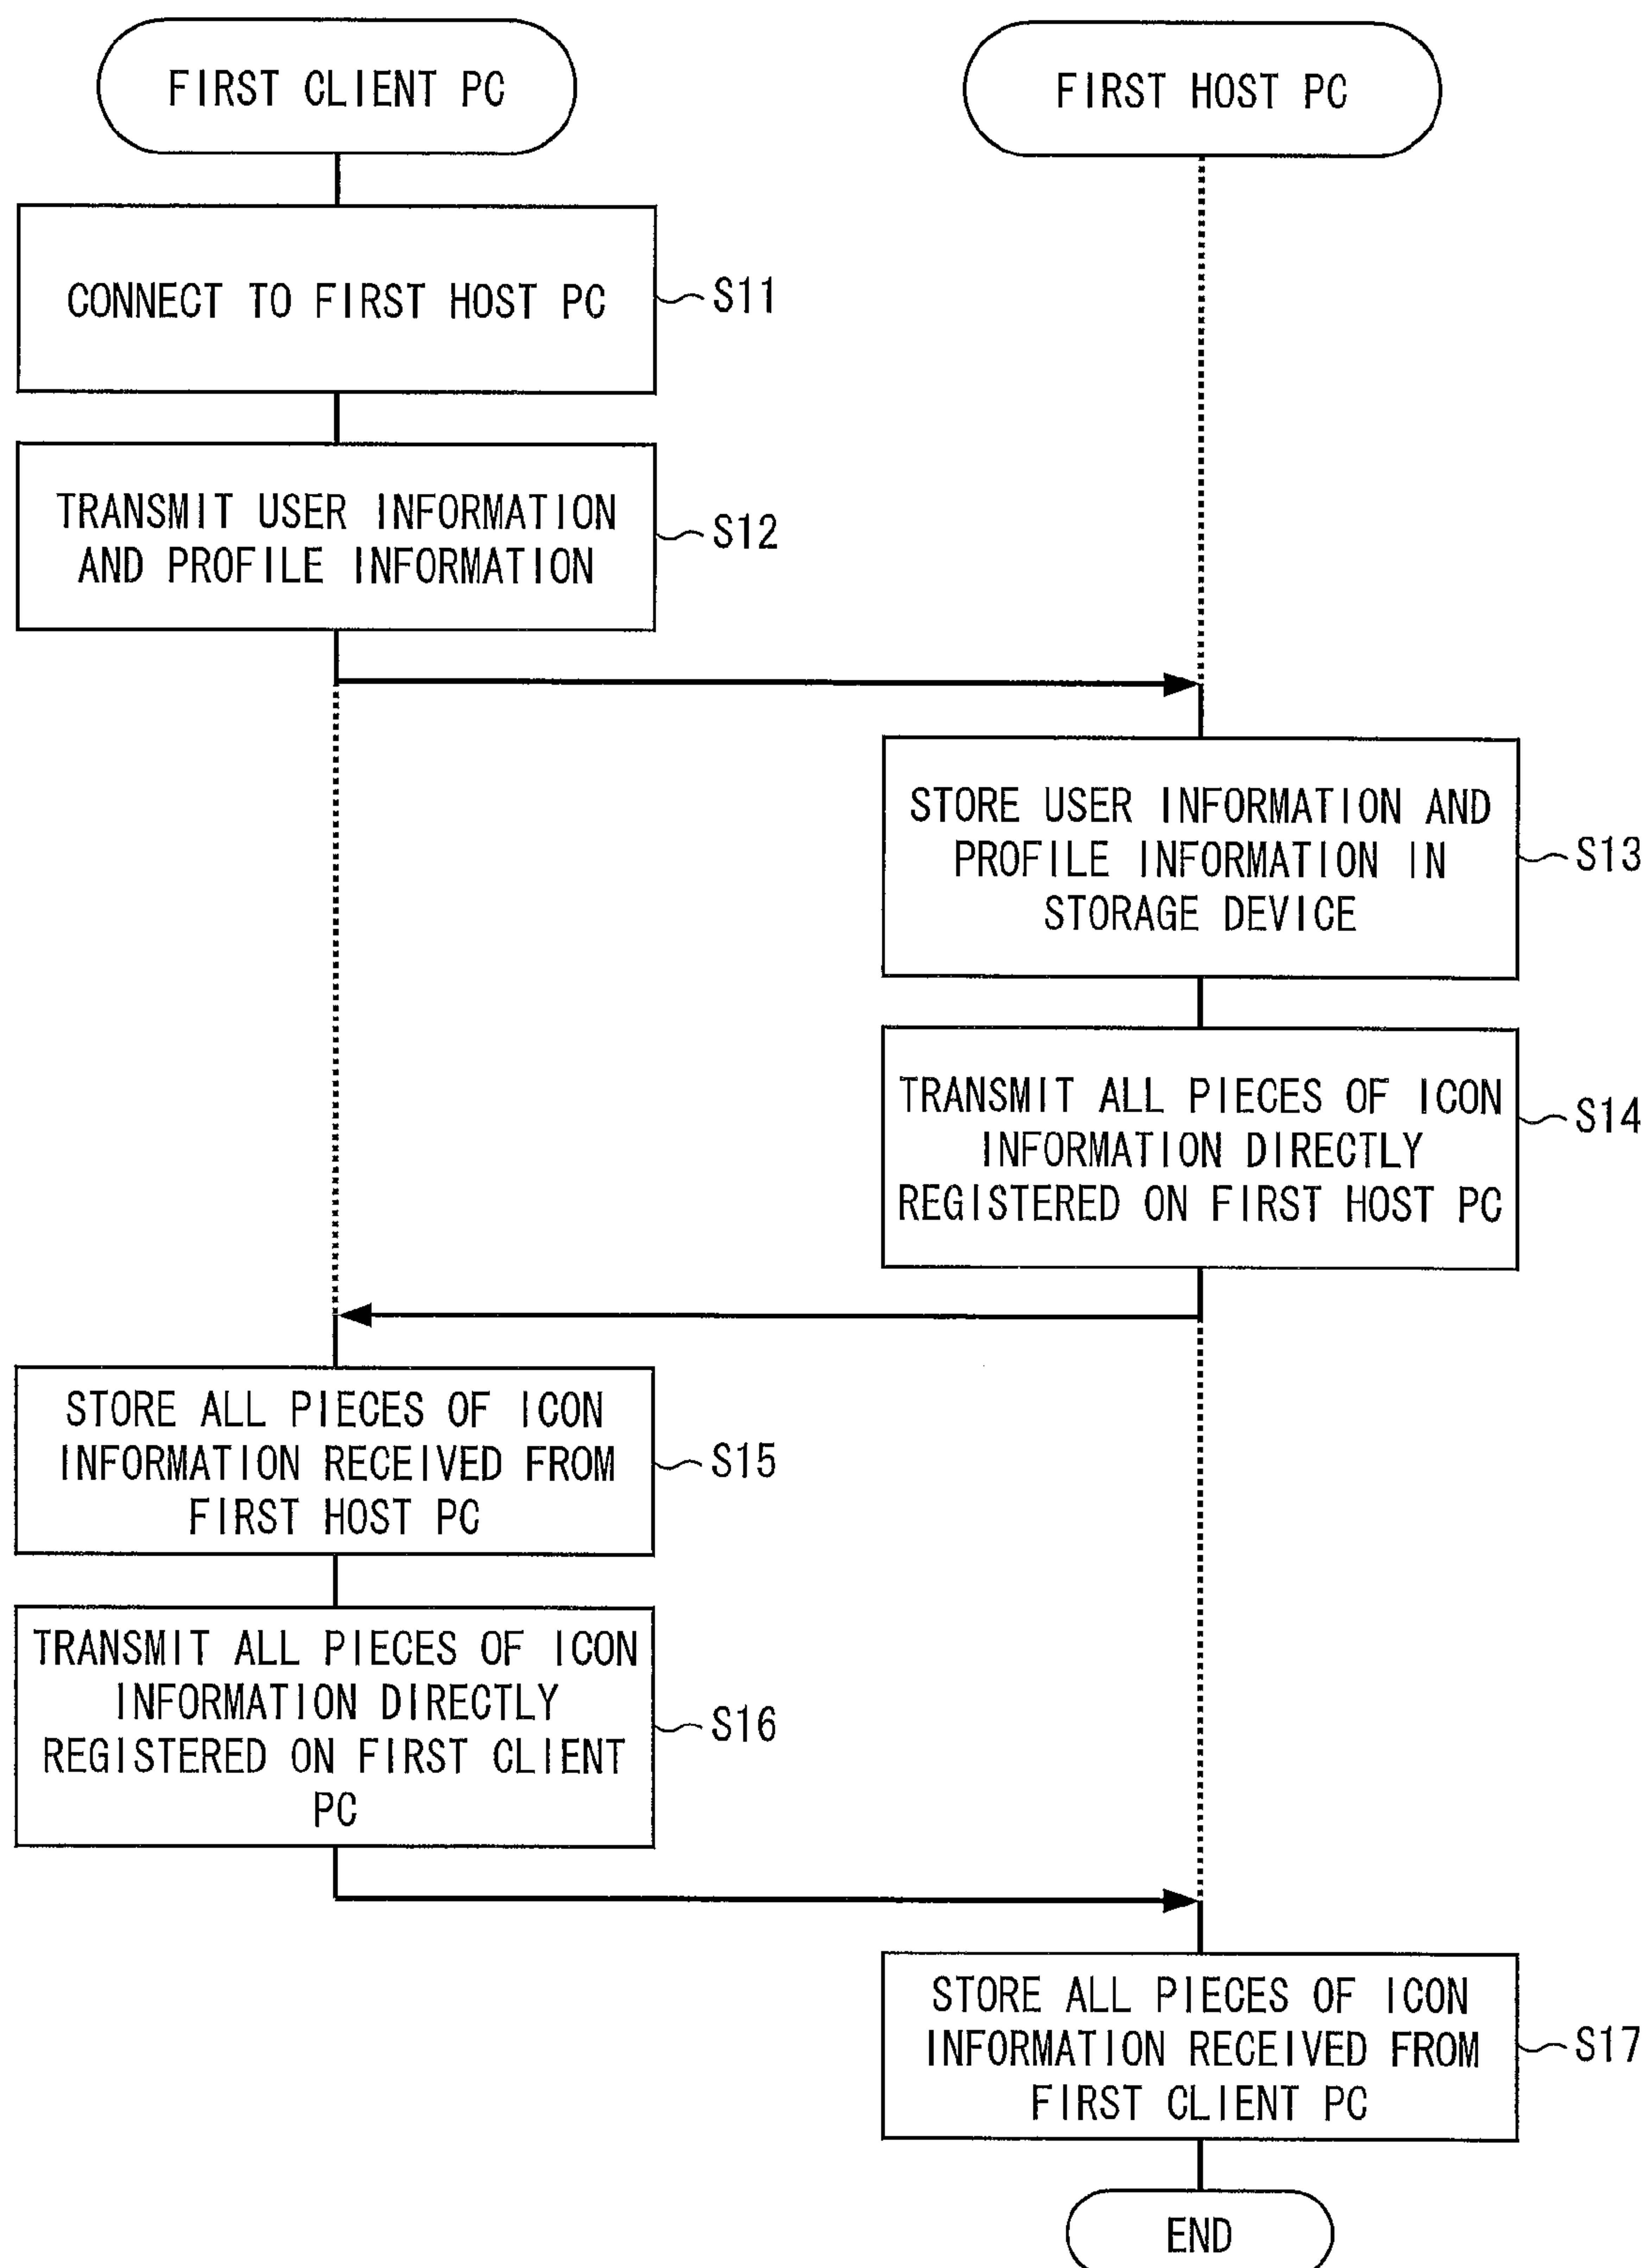 FIRST CLIENT PC
FIRST HOST PC
CONNECT TO FIRST HOST PC
S11
TRANSMIT USER INFORMATION
AND PROFILE INFORMATION
S12
STORE USER INFORMATION AND
PROFILE INFORMATION IN
STORAGE DEVICE
S13
TRANSMIT ALL PIECES OF ICON
INFORMATION DIRECTLY
REGISTERED ON FIRST HOST PC
S14
STORE ALL PIECES OF ICON
INFORMATION RECEIVED FROM
FIRST HOST PC
S15
TRANSMIT ALL PIECES OF ICON
INFORMATION DIRECTLY
REGISTERED ON FIRST CLIENT
PC
S16
STORE ALL PIECES OF ICON
INFORMATION RECEIVED FROM
FIRST CLIENT PC
S17
END